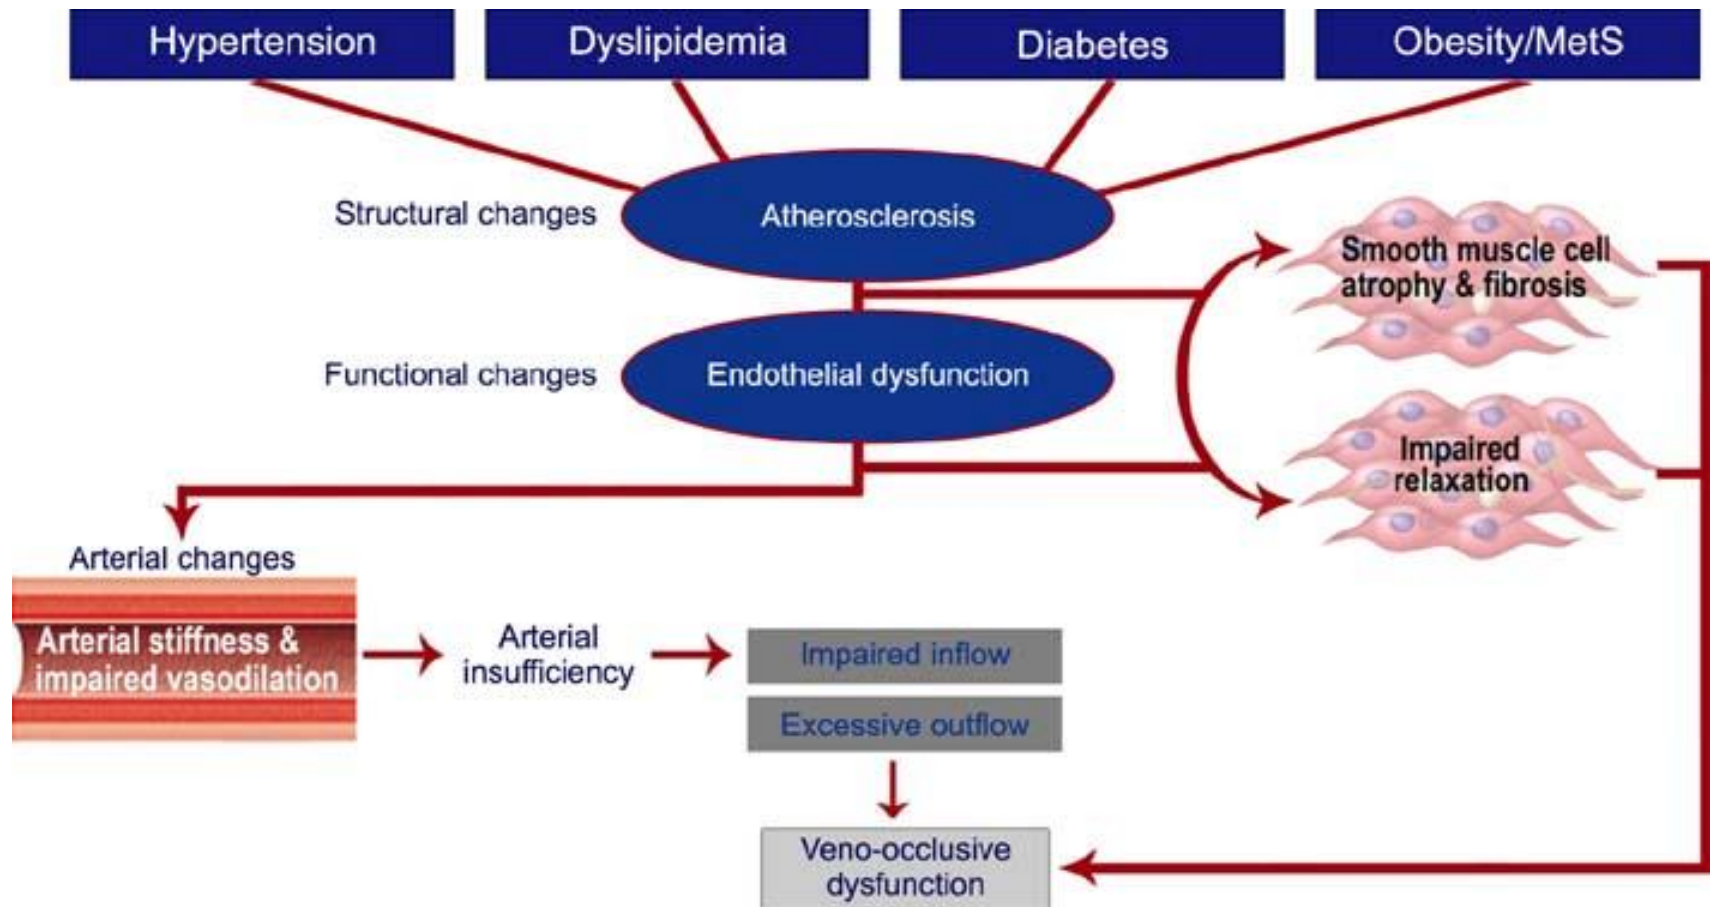 Hypertension
Dyslipidemia
Diabetes
Obesity/MetS
Structural changes
Atherosclerosis
Smooth muscle cell
atrophy & fibrosis
Functional changes
Endothelial dysfunction
Impaired
relaxation
Arterial changes
Arterial stiffness &
impaired vasodilation
Arterial
insufficiency
Impaired inflow
Excessive outflow
Veno-occlusive
dysfunction